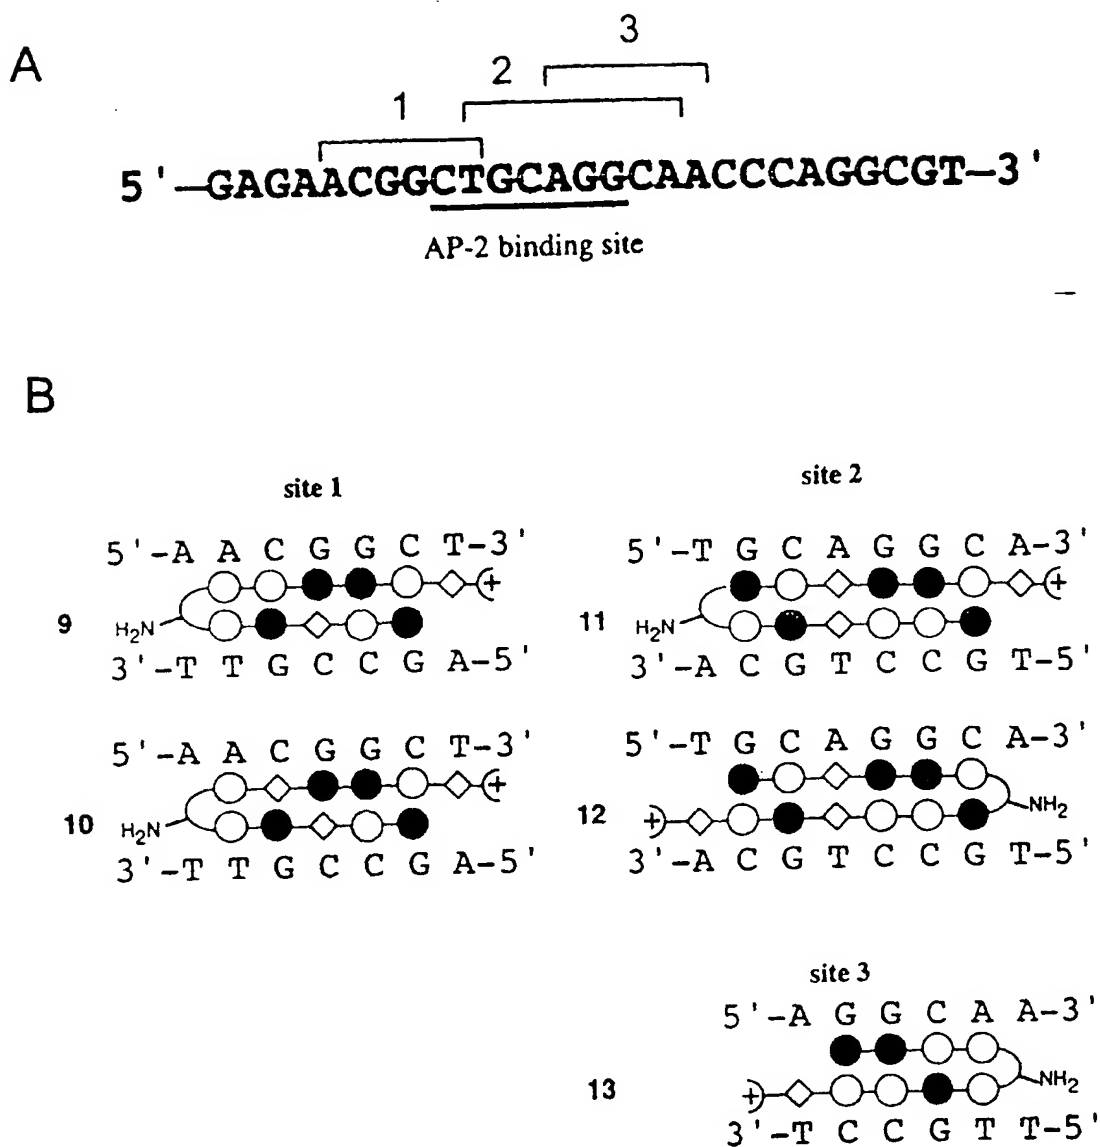 A
3
2
1
5'-GAGAACGGCTGCAGGCAACCCAGGCGT-3'
AP-2 binding site
B
site 1
5'-A A C G G C T-3'
+
9 H₂N
3'-T T G C C G A-5'
5'-A A C G G C T-3'
+
10 H₂N
3'-T T G C C G A-5'
site 2
5'-T G C A G G C A-3'
+
11 H₂N
3'-A C G T C C G T-5'
5'-T G C A G G C A-3'
12 + NH₂
3'-A C G T C C G T-5'
site 3
5'-A G G C A A-3'
13 + NH₂
3'-T C C G T T-5'